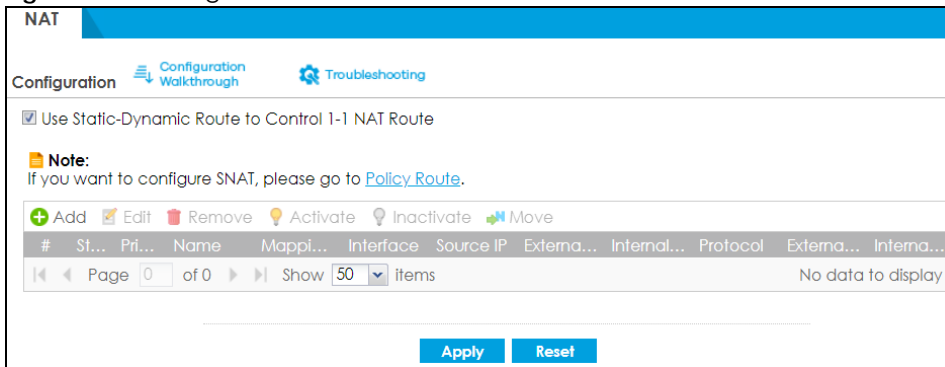 NAT
Configuration
Configuration Walkthrough
Troubleshooting
Use Static-Dynamic Route to Control 1-1 NAT Route
Note:
If you want to configure SNAT, please go to Policy Route.
Add Edit Remove Activate Inactivate Move
# St... Pri... Name Mappi... Interface Source IP Externa... Internal... Protocol Externa... Interna...
Page 0 of 0 Show 50 items No data to display
Apply Reset